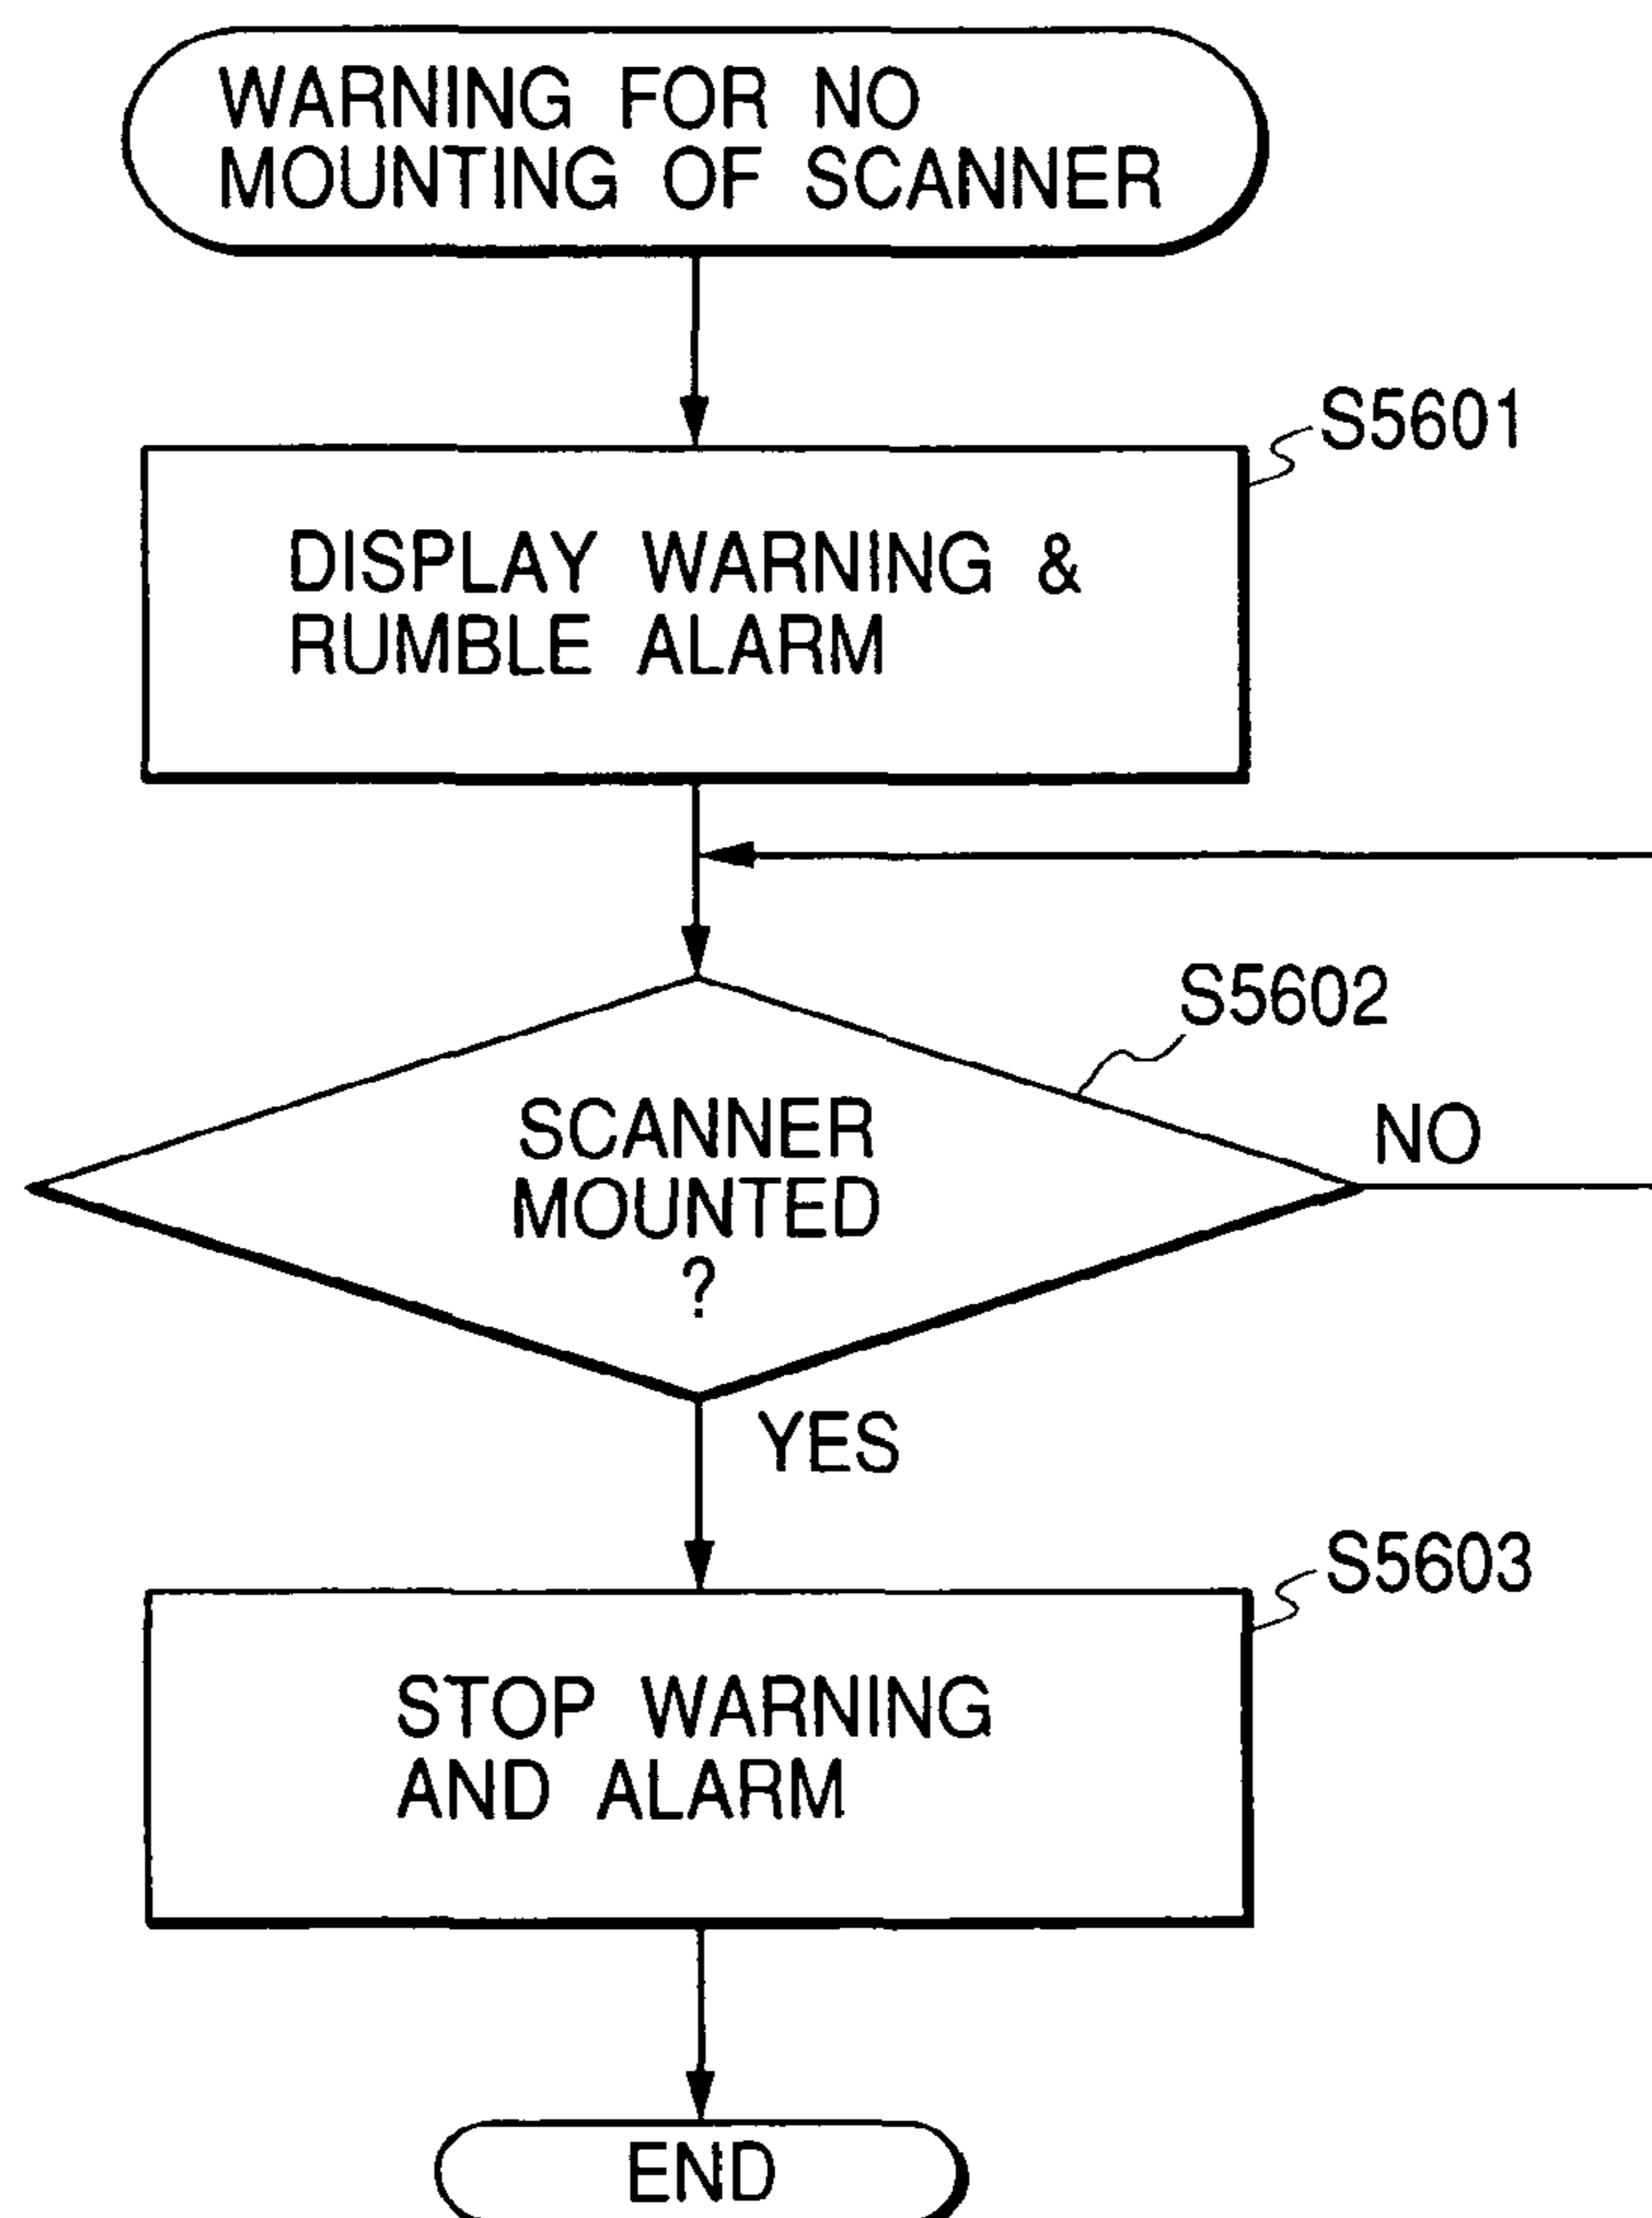 WARNING FOR NO
MOUNTING OF SCANNER
S5601
DISPLAY WARNING &
RUMBLE ALARM
S5602
SCANNER
MOUNTED
?
NO
YES
S5603
STOP WARNING
AND ALARM
END